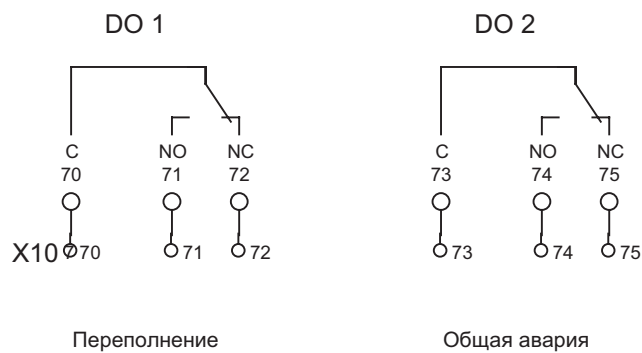 DO 1 DO 2
C NO NC C NO NC
70 71 72 73 74 75
X10 70 71 72 73 74 75
Переполнение Общая авария